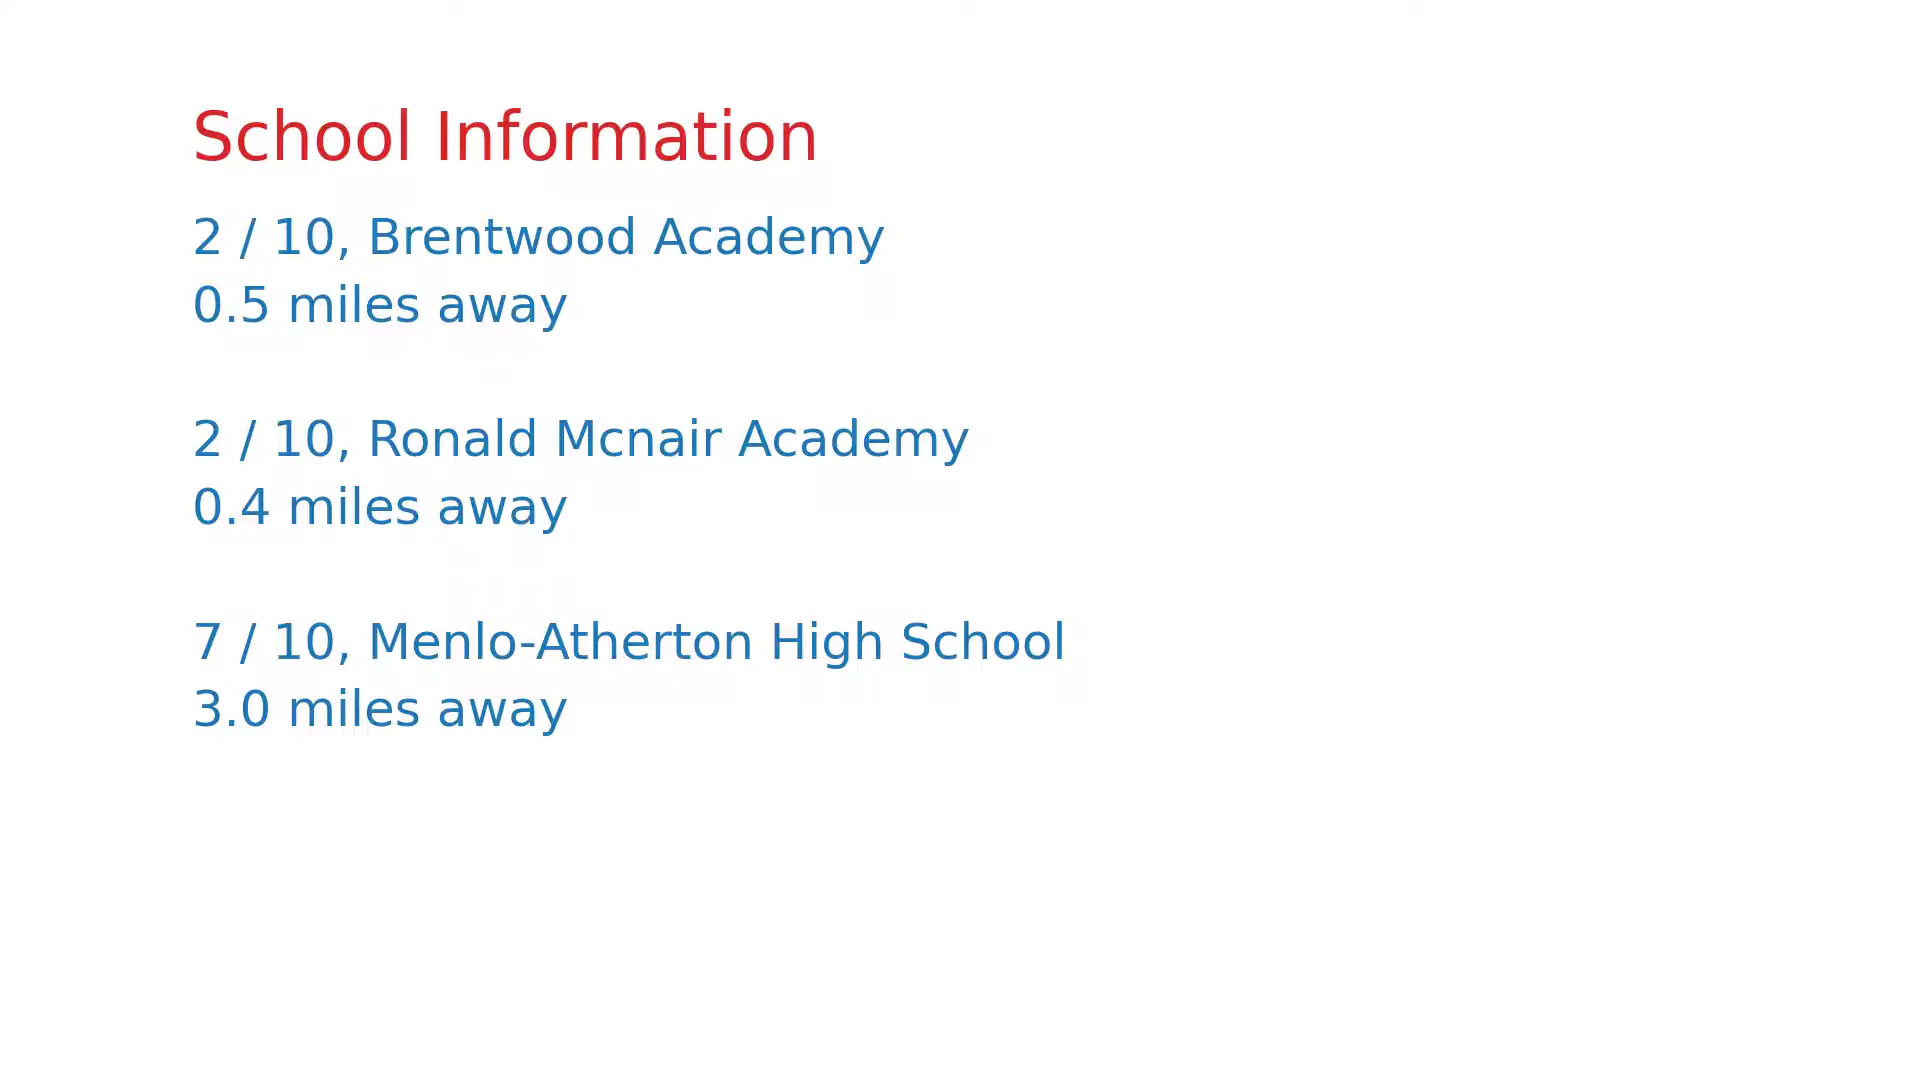 School Information
2 / 10, Brentwood Academy
0.5 miles away
2 / 10, Ronald Mcnair Academy
0.4 miles away
7 / 10, Menlo-Atherton High School
3.0 miles away